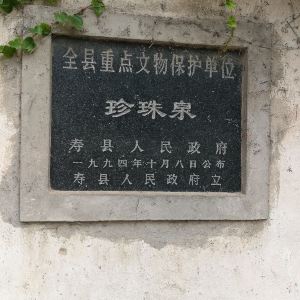 全县重点文物保护单位
珍珠泉
寿县人民政府
一九九四年十月八日公布
寿县人民政府立